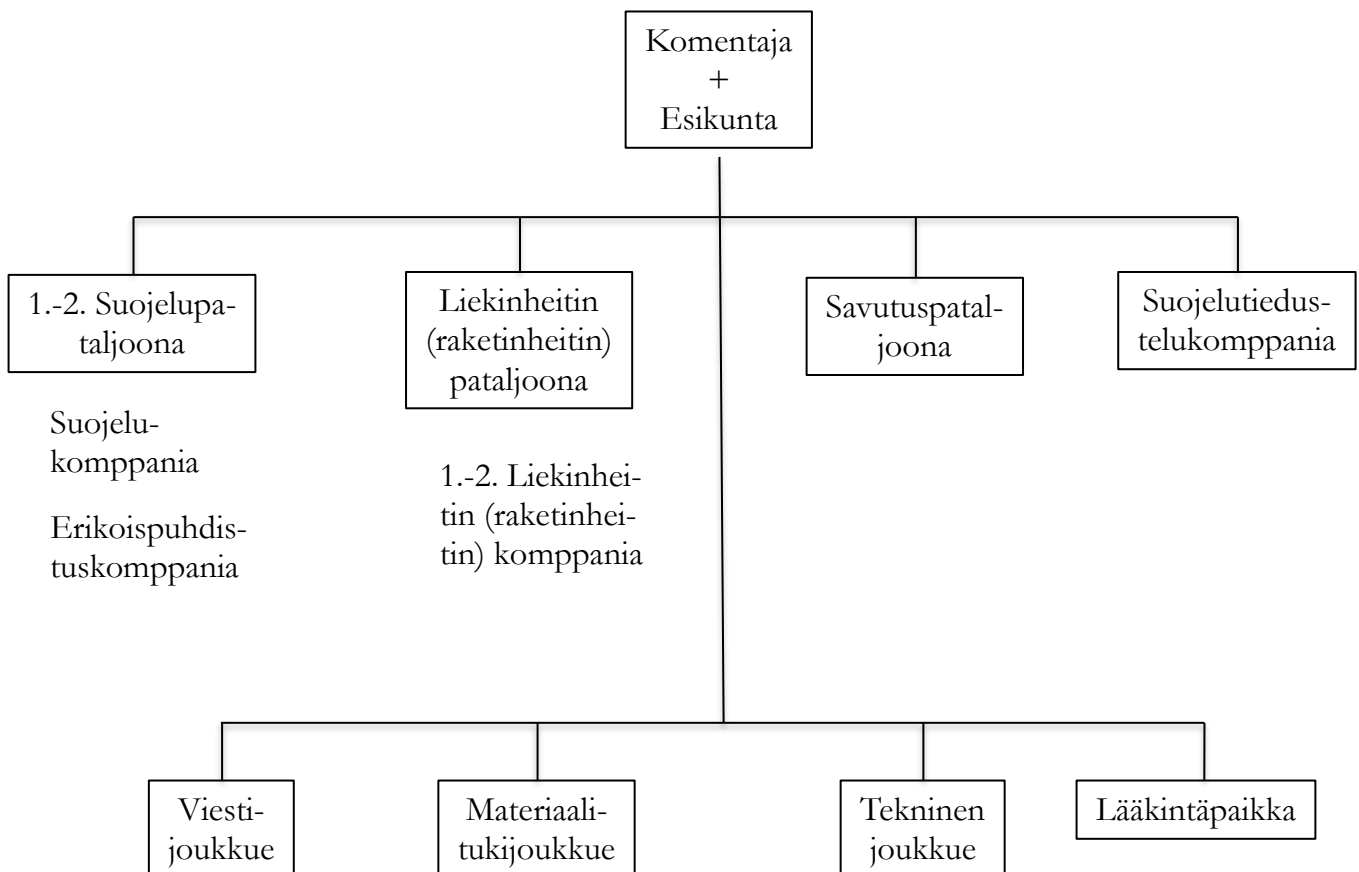 Komentaja
+
Esikunta
1.-2. Suojelupa-
taljoona
Liekinheitin
(raketinheitin)
pataljoona
Savutuspatal-
joona
Suojelutiedus-
telukomppania
Suojelu-
komppania
Erikoispuhdis-
tuskomppania
1.-2. Liekinhei-
tin (raketinhei-
tin) komppania
Viesti-
joukkue
Materiaali-
tukijoukkue
Tekninen
joukkue
Lääkintäpaikka